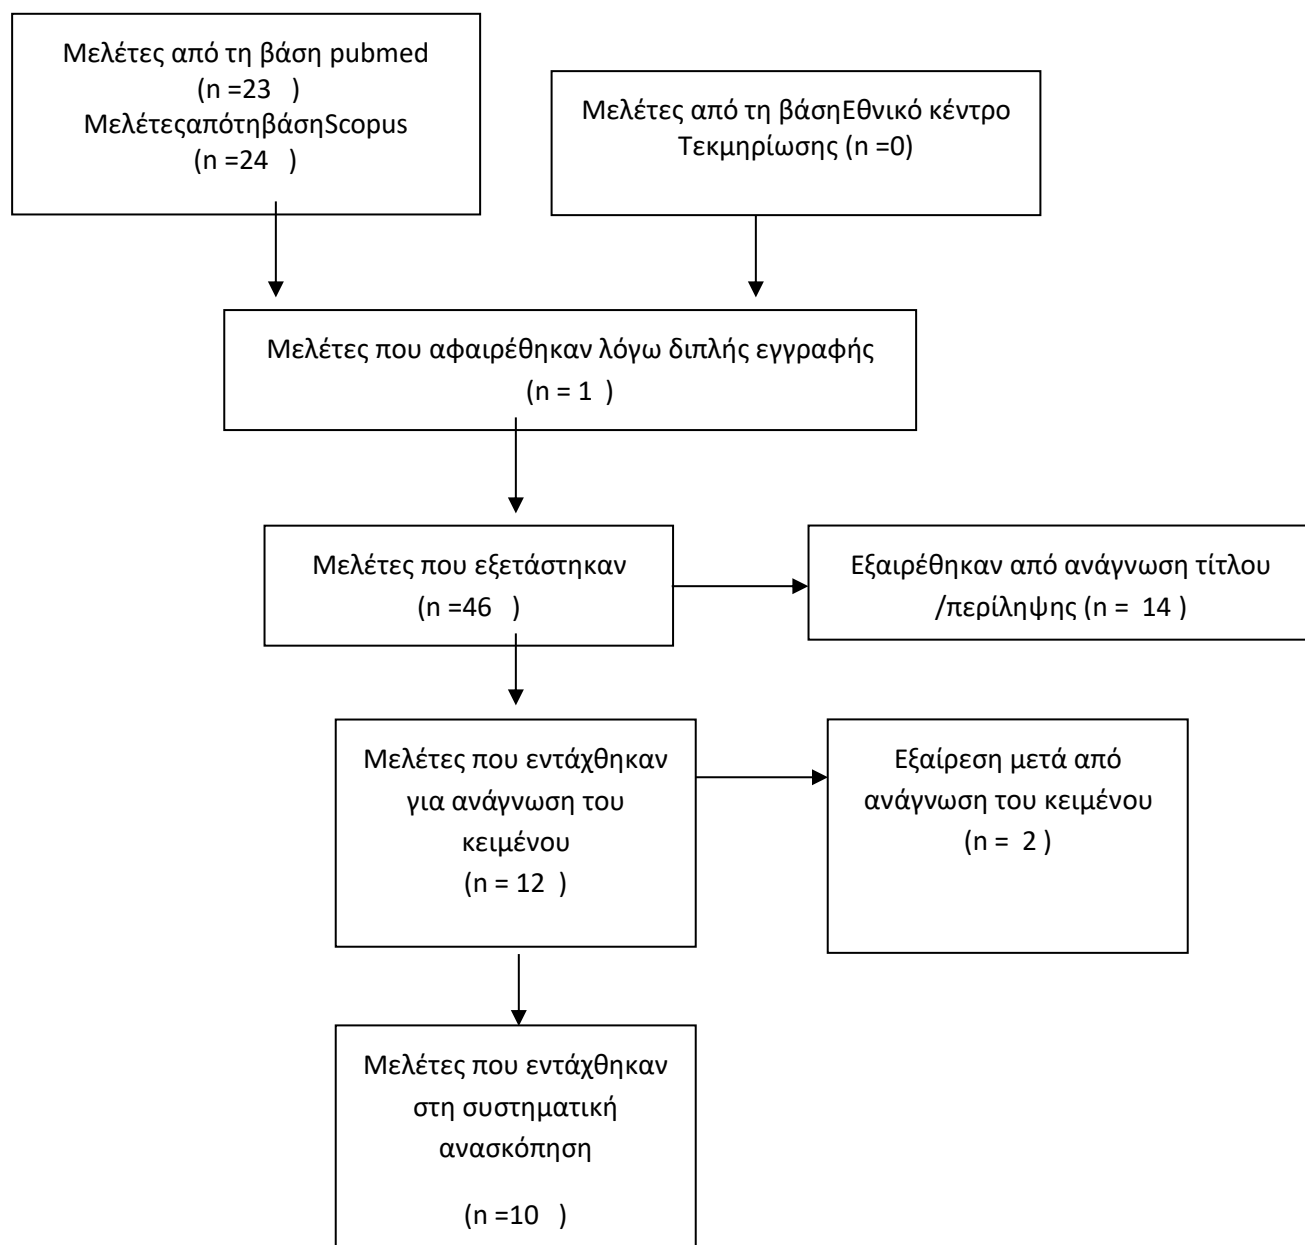 Μελέτες από τη βάση pubmed
(n =23   )
ΜελέτεςαπότηβάσηScopus
(n =24   )
Μελέτες από τη βάσηΕθνικό κέντρο
Τεκμηρίωσης (n =0)
Μελέτες που αφαιρέθηκαν λόγω διπλής εγγραφής
(n = 1  )
Μελέτες που εξετάστηκαν
(n =46   )
Εξαιρέθηκαν από ανάγνωση τίτλου
/περίληψης (n =  14 )
Μελέτες που εντάχθηκαν
για ανάγνωση του
κειμένου
(n = 12  )
Εξαίρεση μετά από
ανάγνωση του κειμένου
(n =  2 )
Μελέτες που εντάχθηκαν
στη συστηματική
ανασκόπηση
(n =10   )